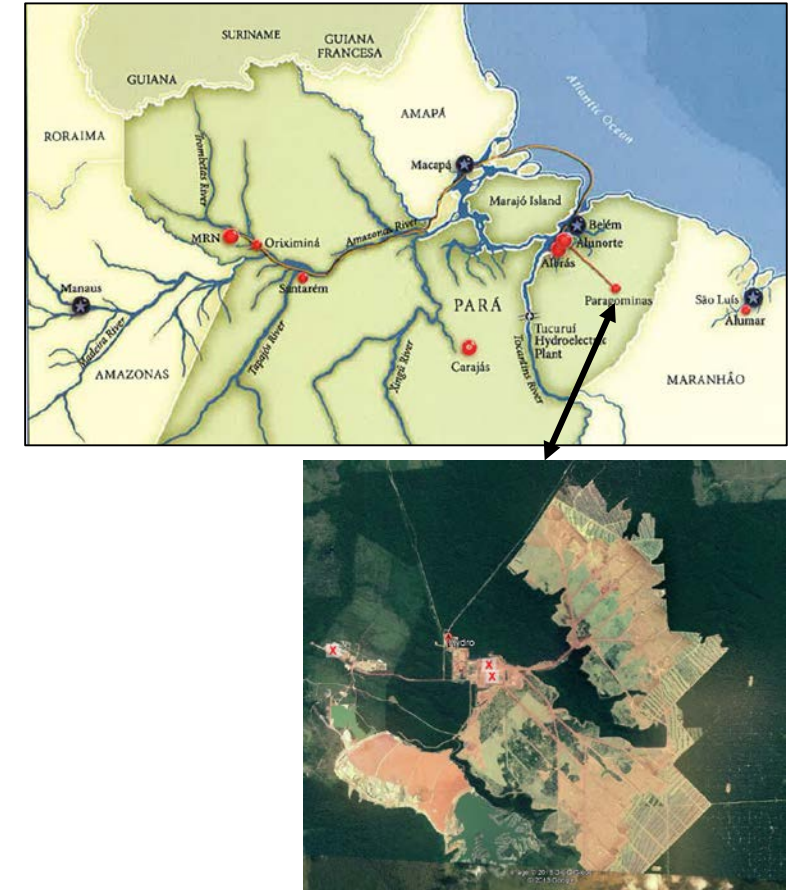 SURINAME
GUIANA
FRANCESA
GUIANA
AMAPÁ
Atlantic Ocean
RORAIMA
Trombetas River
Macapá
Marajó Island
Belém
MRN
Oriximiná
Amazonas River
Alunorte
Albrás
Manaus
Santarém
Paragominas
São Luís
PARÁ
Alumar
Madeira River
Tapajós River
Tucuruí
Hydroelectric
Plant
Xingú River
Carajás
Tocantins River
AMAZONAS
MARANHÃO
Hydro
X
X
X